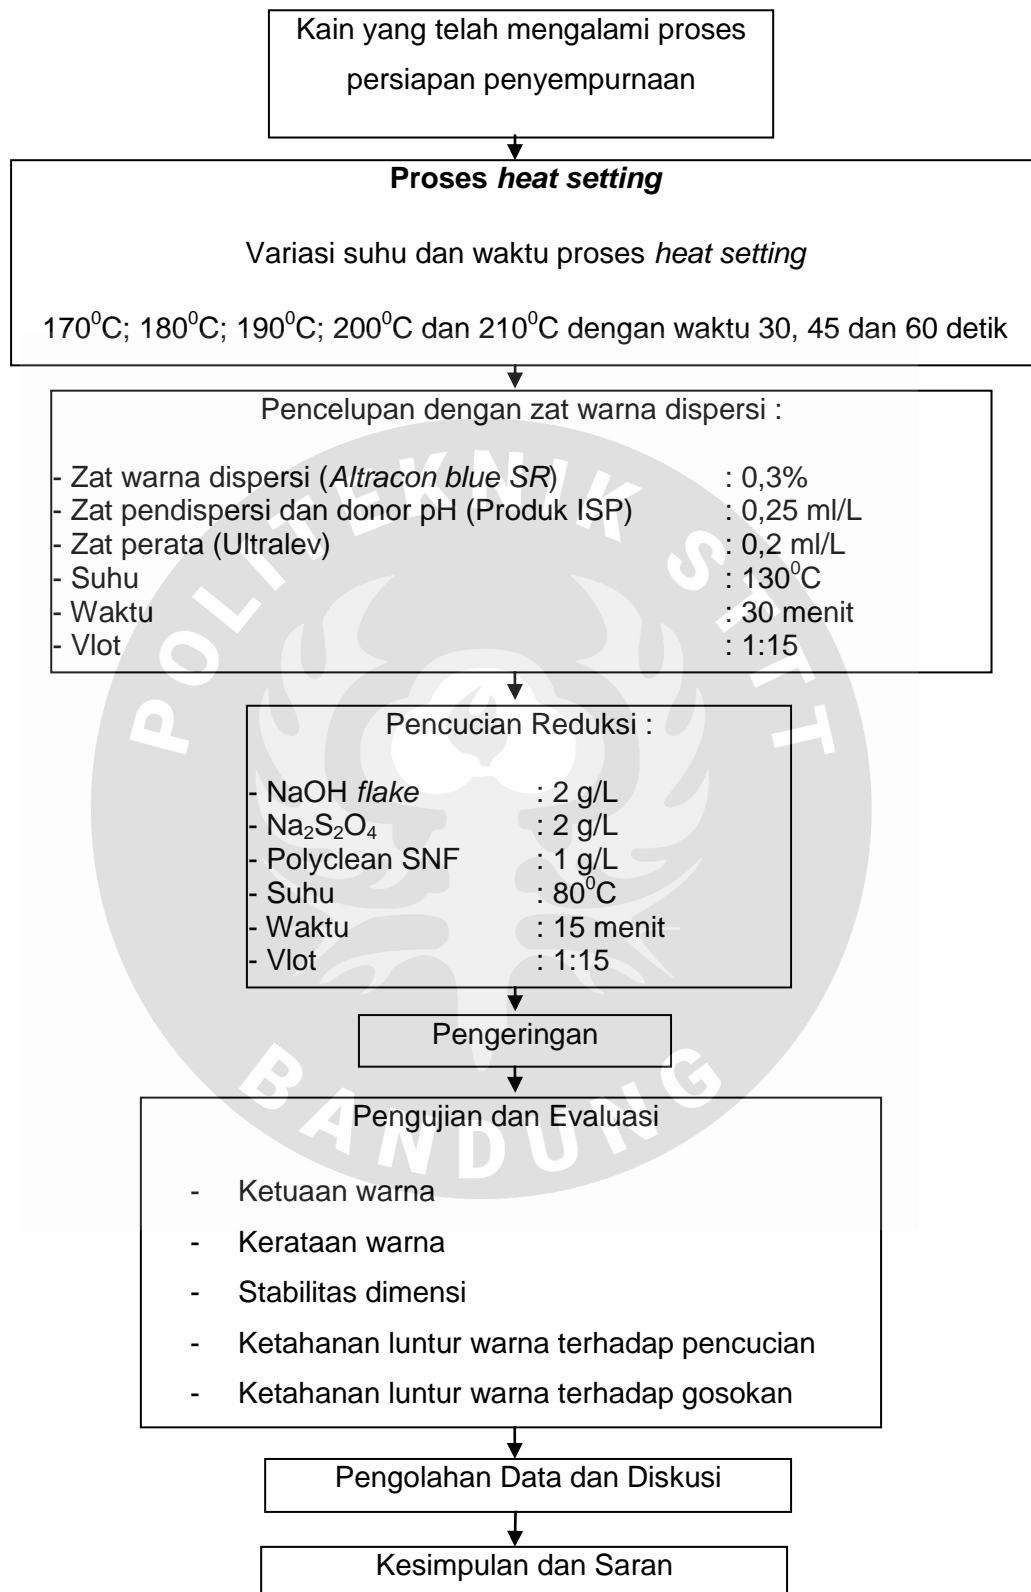 Kain yang telah mengalami proses
persiapan penyempurnaan
Proses heat setting
Variasi suhu dan waktu proses heat setting
170⁰C; 180⁰C; 190⁰C; 200⁰C dan 210⁰C dengan waktu 30, 45 dan 60 detik
Pencelupan dengan zat warna dispersi :
- Zat warna dispersi (Altracon blue SR) : 0,3%
- Zat pendispersi dan donor pH (Produk ISP) : 0,25 ml/L
- Zat perata (Ultralev) : 0,2 ml/L
- Suhu : 130⁰C
- Waktu : 30 menit
- Vlot : 1:15
Pencucian Reduksi :
- NaOH flake : 2 g/L
- Na₂S₂O₄ : 2 g/L
- Polyclean SNF : 1 g/L
- Suhu : 80⁰C
- Waktu : 15 menit
- Vlot : 1:15
Pengeringan
Pengujian dan Evaluasi
- Ketuaan warna
- Kerataan warna
- Stabilitas dimensi
- Ketahanan luntur warna terhadap pencucian
- Ketahanan luntur warna terhadap gosokan
Pengolahan Data dan Diskusi
Kesimpulan dan Saran
POLITEKNIK STTT
BANDUNG